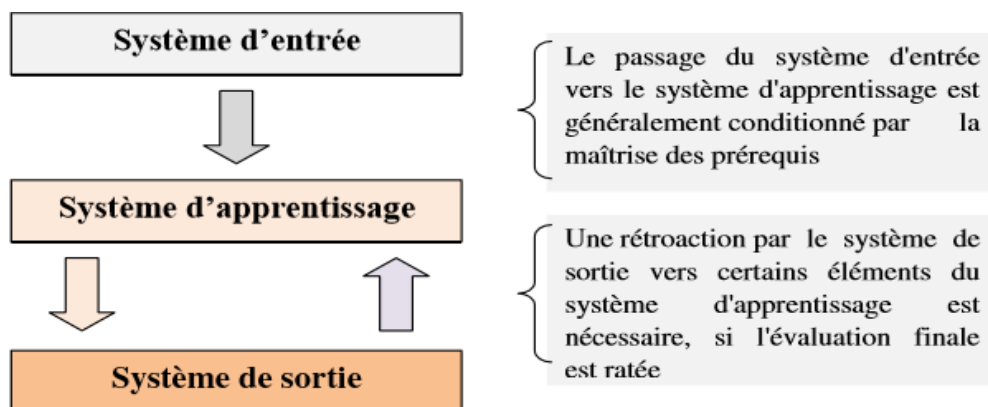 Système d’entrée
Le passage du système d'entrée
vers le système d'apprentissage est
généralement conditionné par la
maîtrise des prérequis
Système d’apprentissage
Une rétroaction par le système de
sortie vers certains éléments du
système d'apprentissage est
nécessaire, si l'évaluation finale
est ratée
Système de sortie